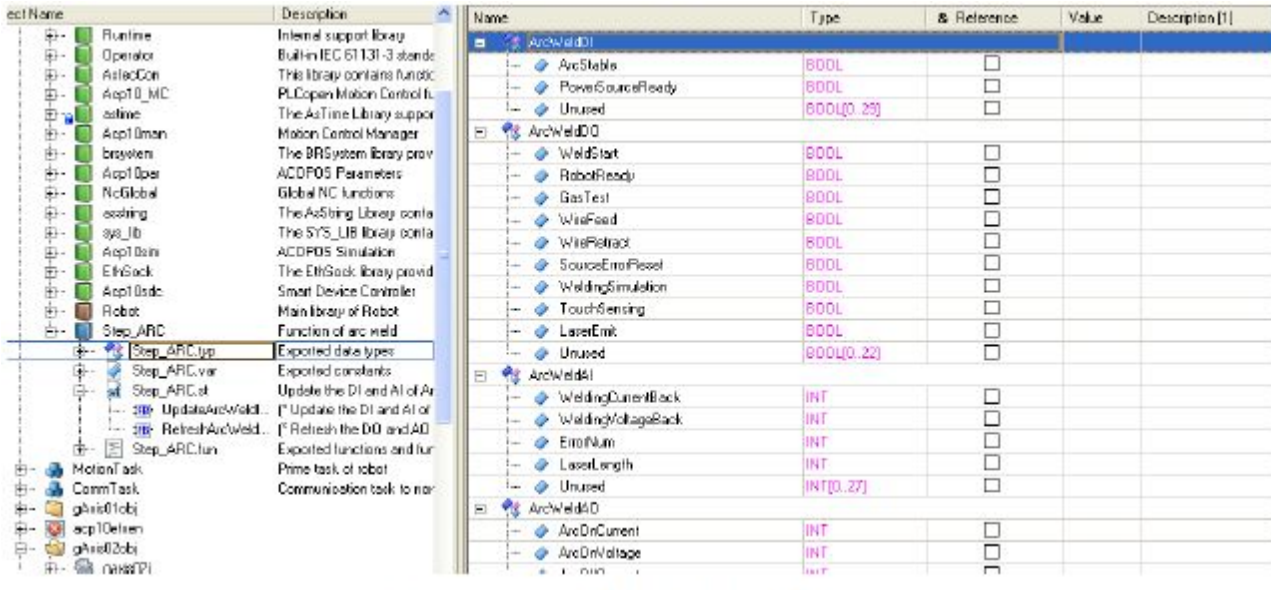 ect Name Description
Runtime Internal support library
Operator Built-in IEC 61131-3 standa
AsIecCon This library contains functio
Acp10_MC PLCopen Motion Control fu
astime The AsTime Library suppor
Acp10man Motion Control Manager
brsystem The BRSystem library prov
Acp10par ACOPOS Parameters
NcGlobal Global NC functions
asstring The AsString Library conta
sys_lib The SYS_LIB library conta
Acp10sim ACOPOS Simulation
EthSock The EthSock library provid
Acp10sdc Smart Device Controller
Robot Main library of Robot
Step_ARC Function of arc weld
Step_ARC.typ Exported data types
Step_ARC.var Exported constants
Step_ARC.st Update the DI and AI of Ar
UpdateArcWeldI... (* Update the DI and AI of
RefreshArcWeld... (* Refresh the DO and AO
Step_ARC.fun Exported functions and fun
MotionTask Prime task of robot
CommTask Communication task to
gAxis01obj
acp10etxen
gAxis02obj
Name Type & Reference Value Description [1]
ArcWeldDI
ArcStable BOOL
PowerSourceReady BOOL
Unused BOOL[0..29]
ArcWeldDO
WeldStart BOOL
RobotReady BOOL
GasTest BOOL
WireFeed BOOL
WireRetract BOOL
SourceErrorReset BOOL
WeldingSimulation BOOL
TouchSensing BOOL
LaserEmit BOOL
Unused BOOL[0..22]
ArcWeldAI
WeldingCurrentBack INT
WeldingVoltageBack INT
ErrorNum INT
LaserLength INT
Unused INT[0..27]
ArcWeldAO
ArcOnCurrent INT
ArcOnVoltage INT